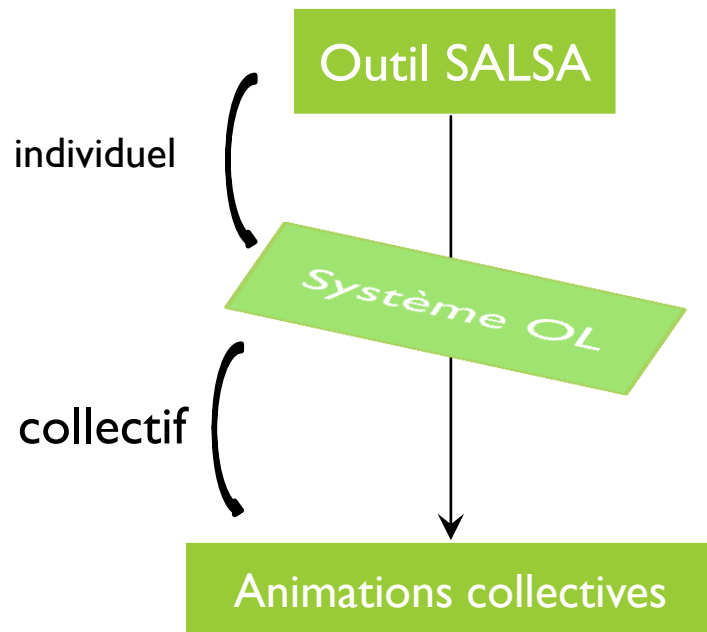 Outil SALSA
individuel
Système OL
collectif
Animations collectives